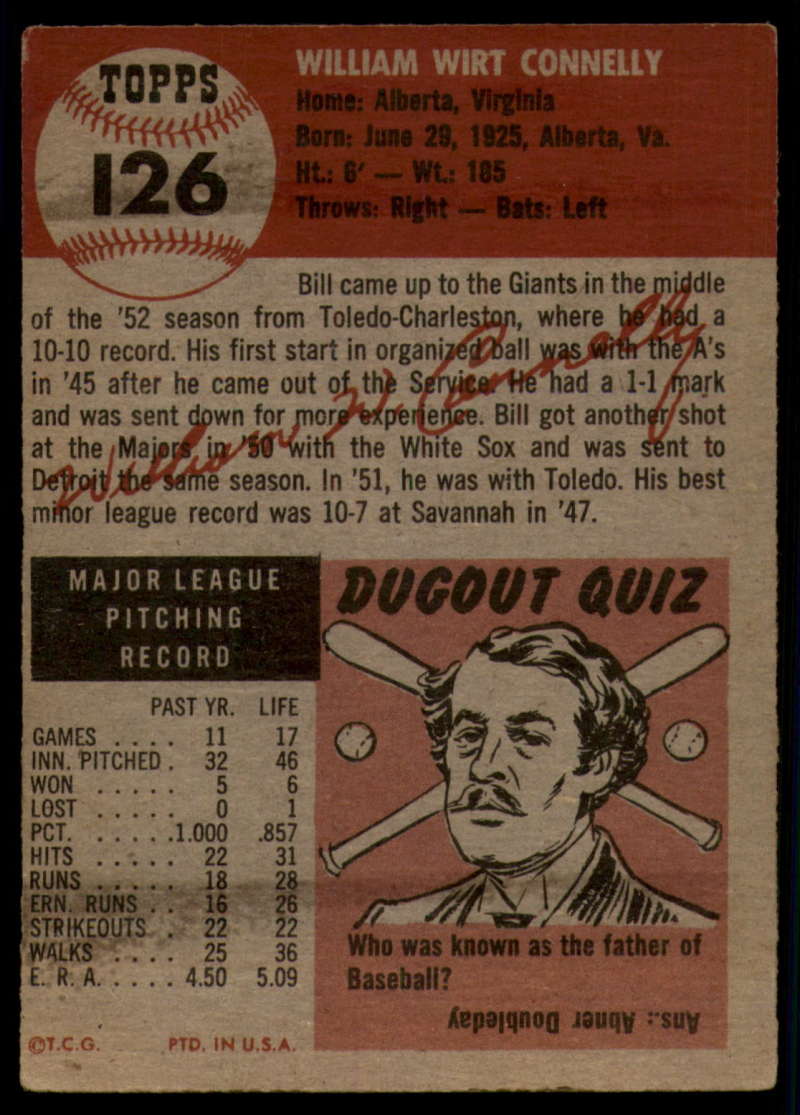 TOPPS
126
WILLIAM WIRT CONNELLY
Home: Alberta, Virginia
Born: June 29, 1925, Alberta, Va.
Ht.: 6' — Wt.: 185
Throws: Right — Bats: Left
Bill came up to the Giants in the middle
of the '52 season from Toledo-Charleston, where he had a
10-10 record. His first start in organized ball was with the A's
in '45 after he came out of the Service. He had a 1-1 mark
and was sent down for more experience. Bill got another shot
at the Majors in '50 with the White Sox and was sent to
Detroit the same season. In '51, he was with Toledo. His best
minor league record was 10-7 at Savannah in '47.
William W. Connelly
MAJOR LEAGUE
PITCHING
RECORD
PAST YR. LIFE
GAMES . . . . 11 17
INN. PITCHED . 32 46
WON . . . . . 5 6
LOST . . . . . 0 1
PCT. . . . . . 1.000 .857
HITS . . . . . 22 31
RUNS . . . . . 18 28
ERN. RUNS . . 16 26
STRIKEOUTS . 22 22
WALKS . . . . 25 36
E. R. A. . . . . . 4.50 5.09
©T.C.G. PTD. IN U.S.A.
DUGOUT QUIZ
Who was known as the father of
Baseball?
Ans.: Abner Doubleday